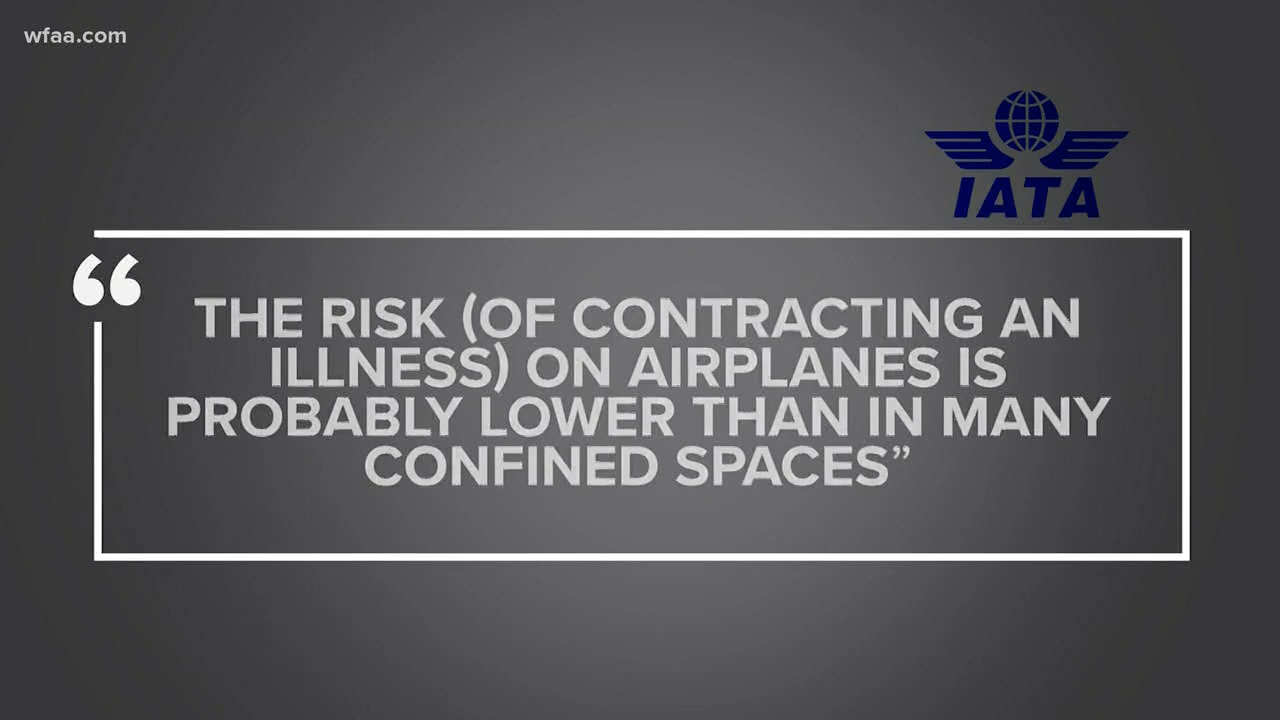 wfaa.com
IATA
“
THE RISK (OF CONTRACTING AN
ILLNESS) ON AIRPLANES IS
PROBABLY LOWER THAN IN MANY
CONFINED SPACES”